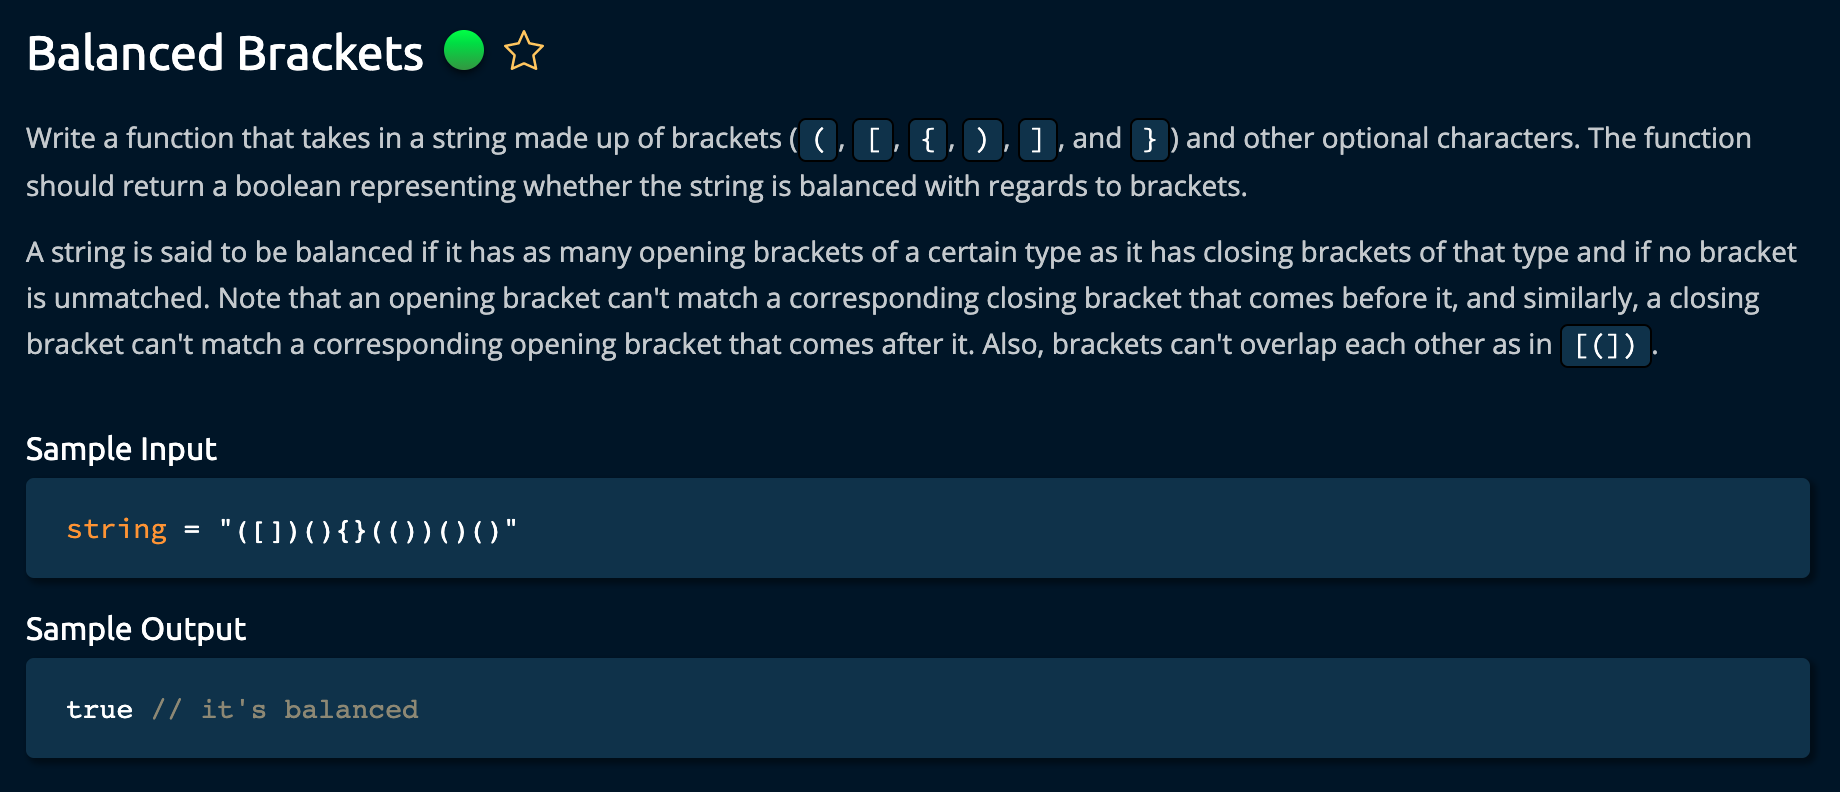 Balanced Brackets
Write a function that takes in a string made up of brackets ( ( , [ , { , ) , ] , and } ) and other optional characters. The function
should return a boolean representing whether the string is balanced with regards to brackets.
A string is said to be balanced if it has as many opening brackets of a certain type as it has closing brackets of that type and if no bracket
is unmatched. Note that an opening bracket can't match a corresponding closing bracket that comes before it, and similarly, a closing
bracket can't match a corresponding opening bracket that comes after it. Also, brackets can't overlap each other as in [(]) .
Sample Input
string = "([])(){}(())()()"
Sample Output
true // it's balanced